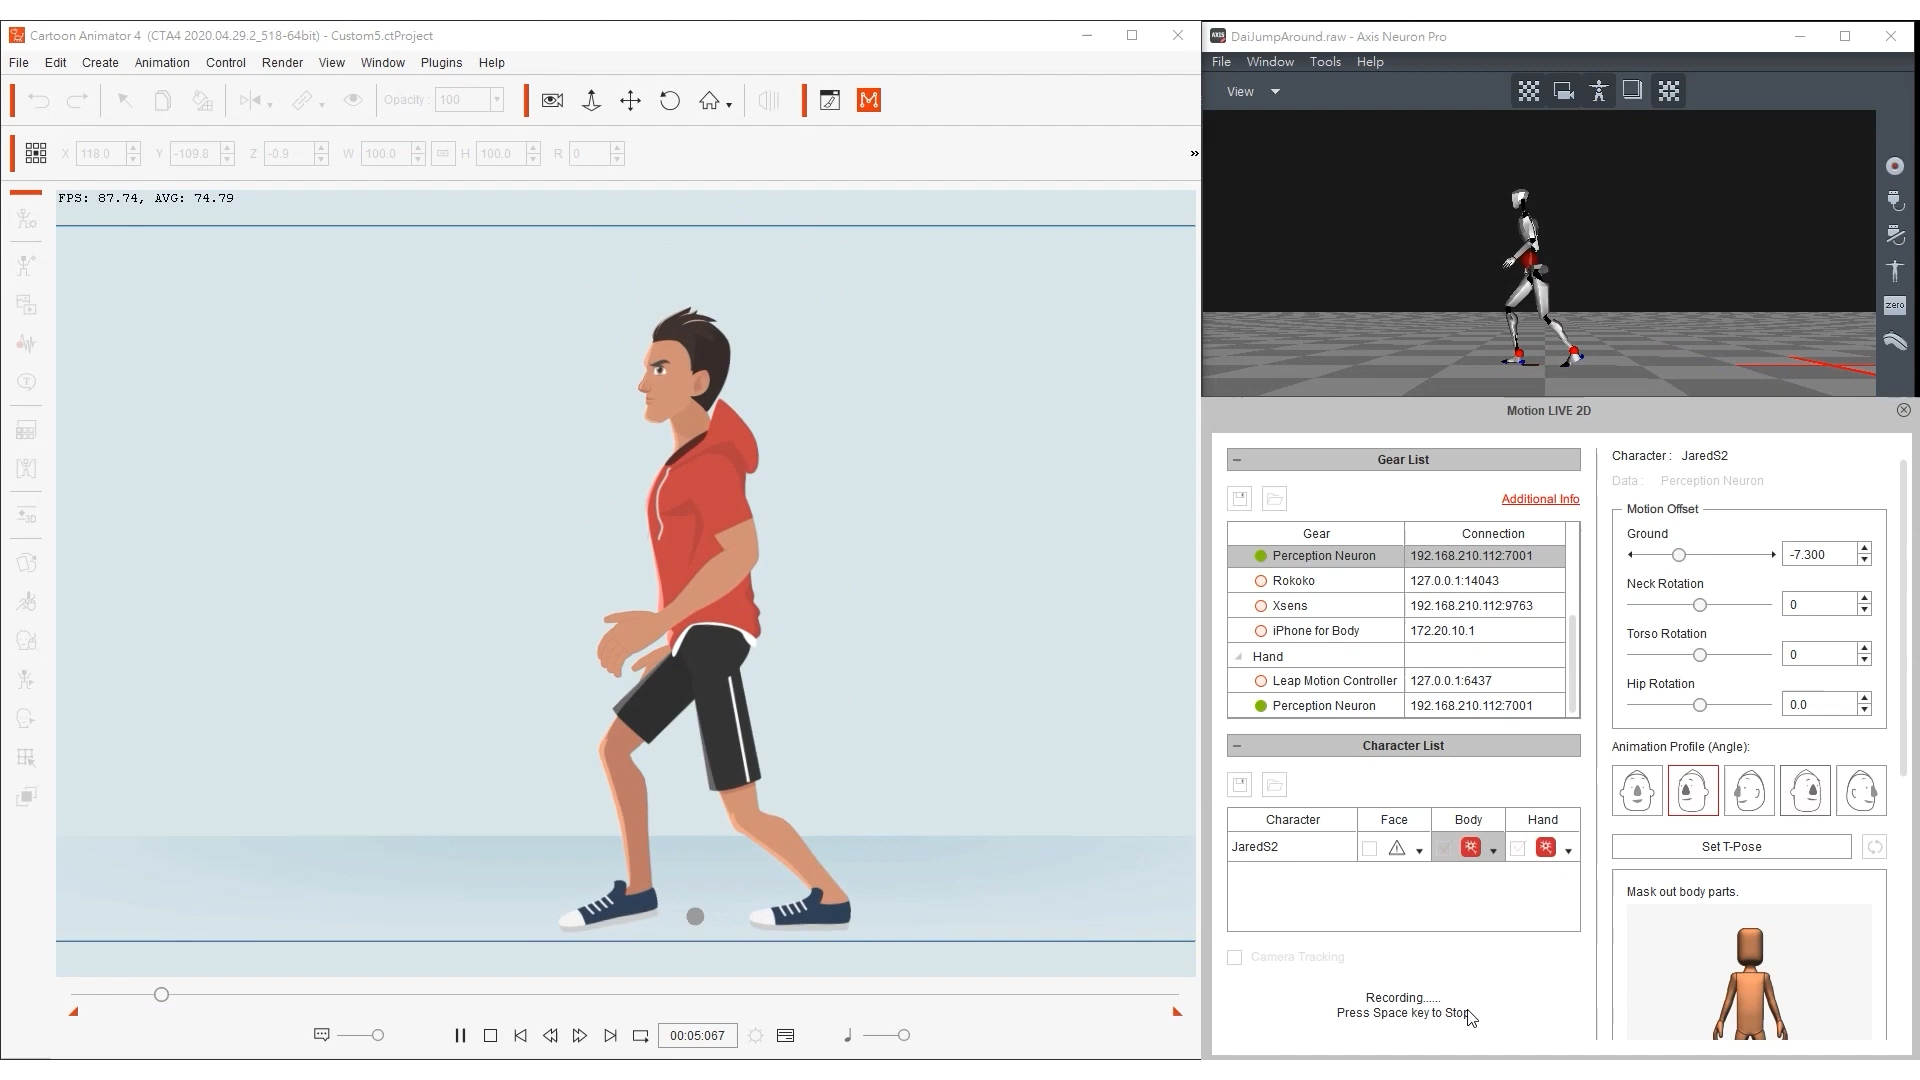 Cartoon Animator 4 (CTA4 2020.04.29.2_518-64bit) - Custom5.ctProject
File Edit Create Animation Control Render View Window Plugins Help
Opacity : 100
X 118.0 Y -109.8 Z -0.9 W 100.0 H 100.0 R 0 »
FPS: 87.74, AVG: 74.79
00:05:067
AXIS
DaiJumpAround.raw - Axis Neuron Pro
File Window Tools Help
View
zero
Motion LIVE 2D
Gear List
Additional Info
Gear Connection
Perception Neuron 192.168.210.112:7001
Rokoko 127.0.0.1:14043
Xsens 192.168.210.112:9763
iPhone for Body 172.20.10.1
Hand
Leap Motion Controller 127.0.0.1:6437
Perception Neuron 192.168.210.112:7001
Character List
Character Face Body Hand
JaredS2
Camera Tracking
Recording......
Press Space key to Stop
Character : JaredS2
Data : Perception Neuron
Motion Offset
Ground
-7.300
Neck Rotation
0
Torso Rotation
0
Hip Rotation
0.0
Animation Profile (Angle):
Set T-Pose
Mask out body parts.